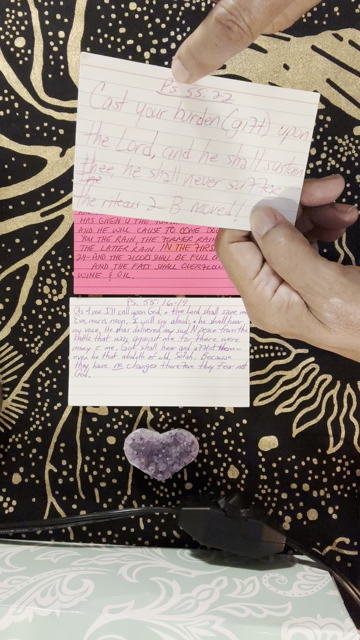 Ps. 55:22
Cast your burden (gift) upon
the Lord, and he shall sustain
thee, he shall never suffer
the
2 B moved!!
HAS GIVEN U THE
AND HE WILL CAUSE TO COME DOWN
YOU THE RAIN, THE FORMER RAIN
THE LATTER RAIN, IN THE FIRST
24- AND THE FLOORS SHALL BE FULL OF
AND THE FATS SHALL OVERFLOW
WINE & OIL.
Ps. 55:16-19
As 4 me I'll call upon God, & the Lord shall save me
Eve, morn, noon, I will cry aloud, & he shall hear
my voice. He has delivered my soul N peace from the
battle that was against me, for there were
many c me. God shall hear and
even he that abideth of old, Selah. Because
they have no changes therefore they fear not
God.